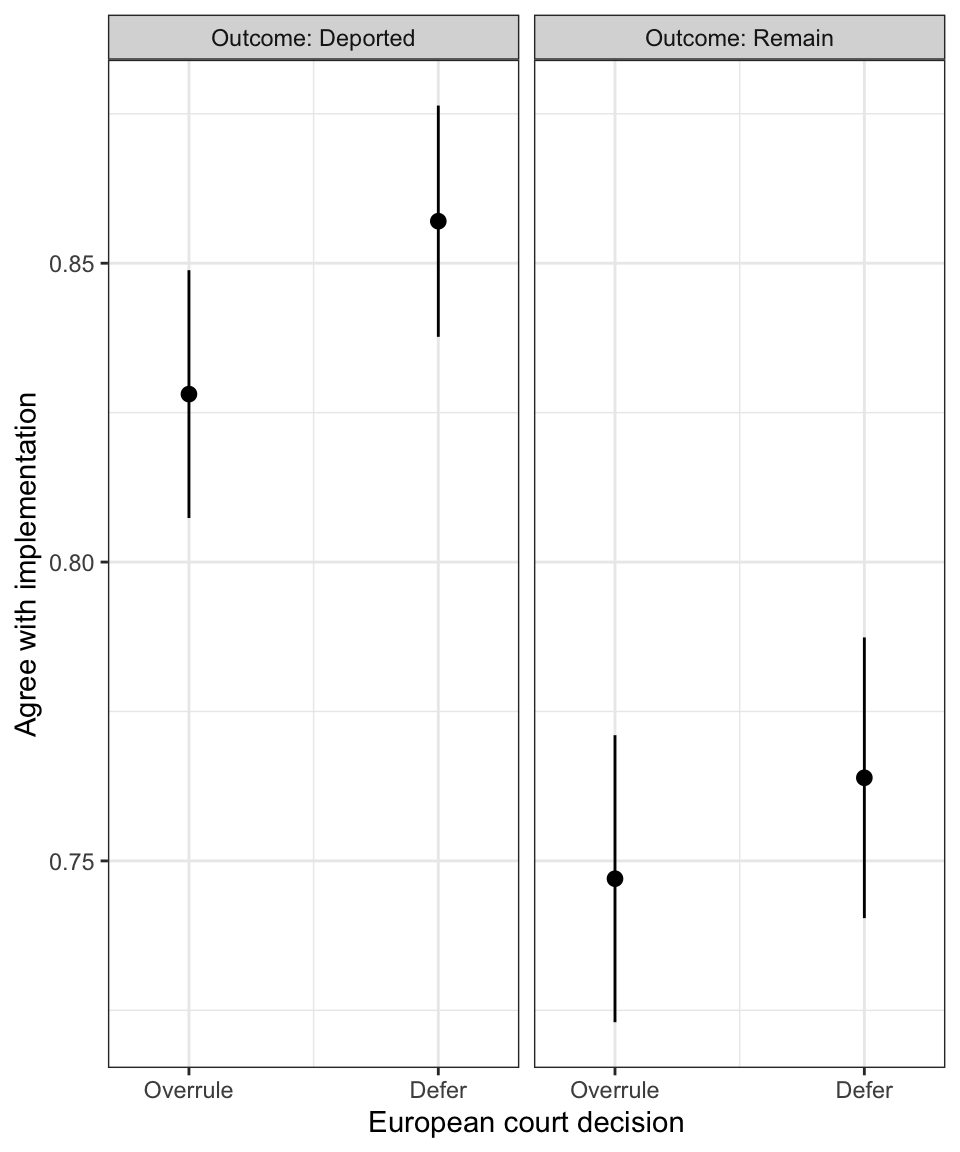 Outcome: Deported
Outcome: Remain
Agree with implementation
0.85
0.80
0.75
Overrule
Defer
Overrule
Defer
European court decision